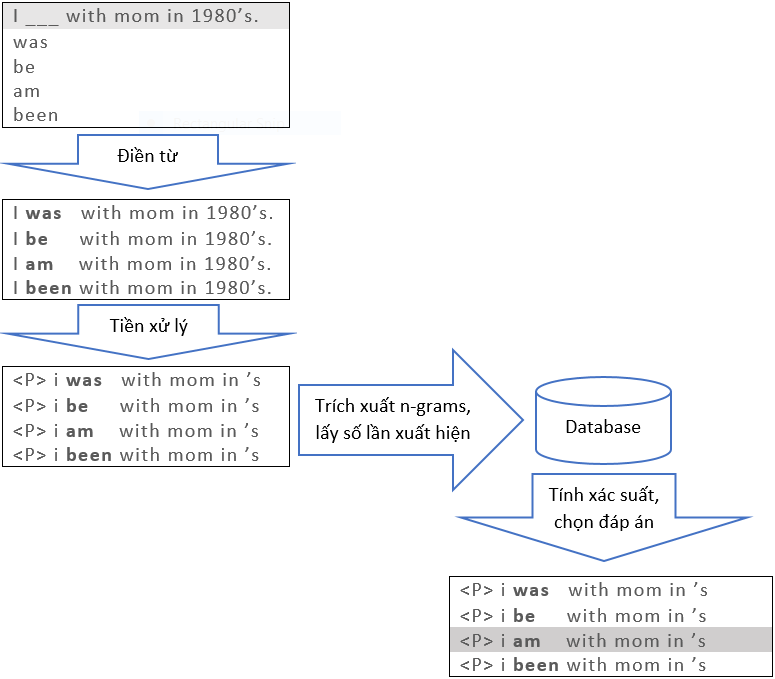 I ___ with mom in 1980’s.
was
be
am
been
Điền từ
I was with mom in 1980’s.
I be with mom in 1980’s.
I am with mom in 1980’s.
I been with mom in 1980’s.
Tiền xử lý
<P> i was with mom in ’s
<P> i be with mom in ’s
<P> i am with mom in ’s
<P> i been with mom in ’s
Trích xuất n-grams,
lấy số lần xuất hiện
Database
Tính xác suất,
chọn đáp án
<P> i was with mom in ’s
<P> i be with mom in ’s
<P> i am with mom in ’s
<P> i been with mom in ’s